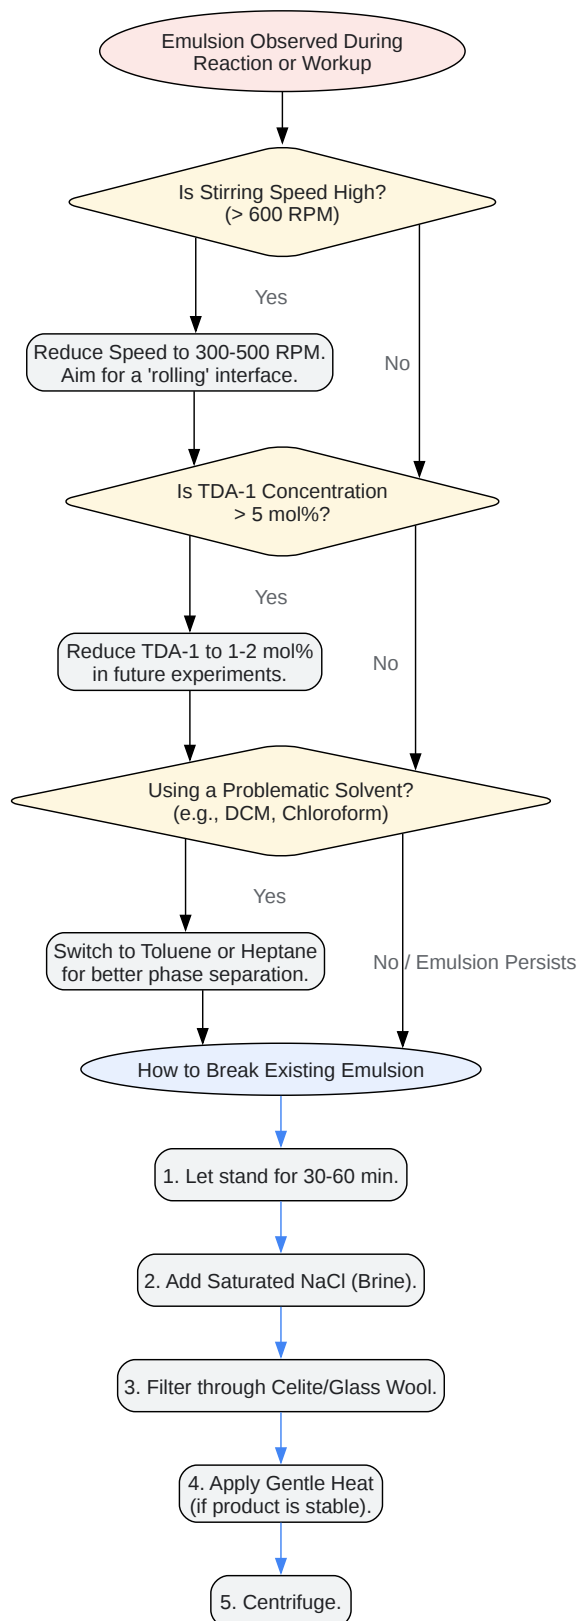 Emulsion Observed During
Reaction or Workup
Is Stirring Speed High?
(> 600 RPM)
Yes
Reduce Speed to 300-500 RPM.
Aim for a 'rolling' interface.
No
Is TDA-1 Concentration
> 5 mol%?
Yes
Reduce TDA-1 to 1-2 mol%
in future experiments.
No
Using a Problematic Solvent?
(e.g., DCM, Chloroform)
Yes
Switch to Toluene or Heptane
for better phase separation.
No / Emulsion Persists
How to Break Existing Emulsion
1. Let stand for 30-60 min.
2. Add Saturated NaCl (Brine).
3. Filter through Celite/Glass Wool.
4. Apply Gentle Heat
(if product is stable).
5. Centrifuge.